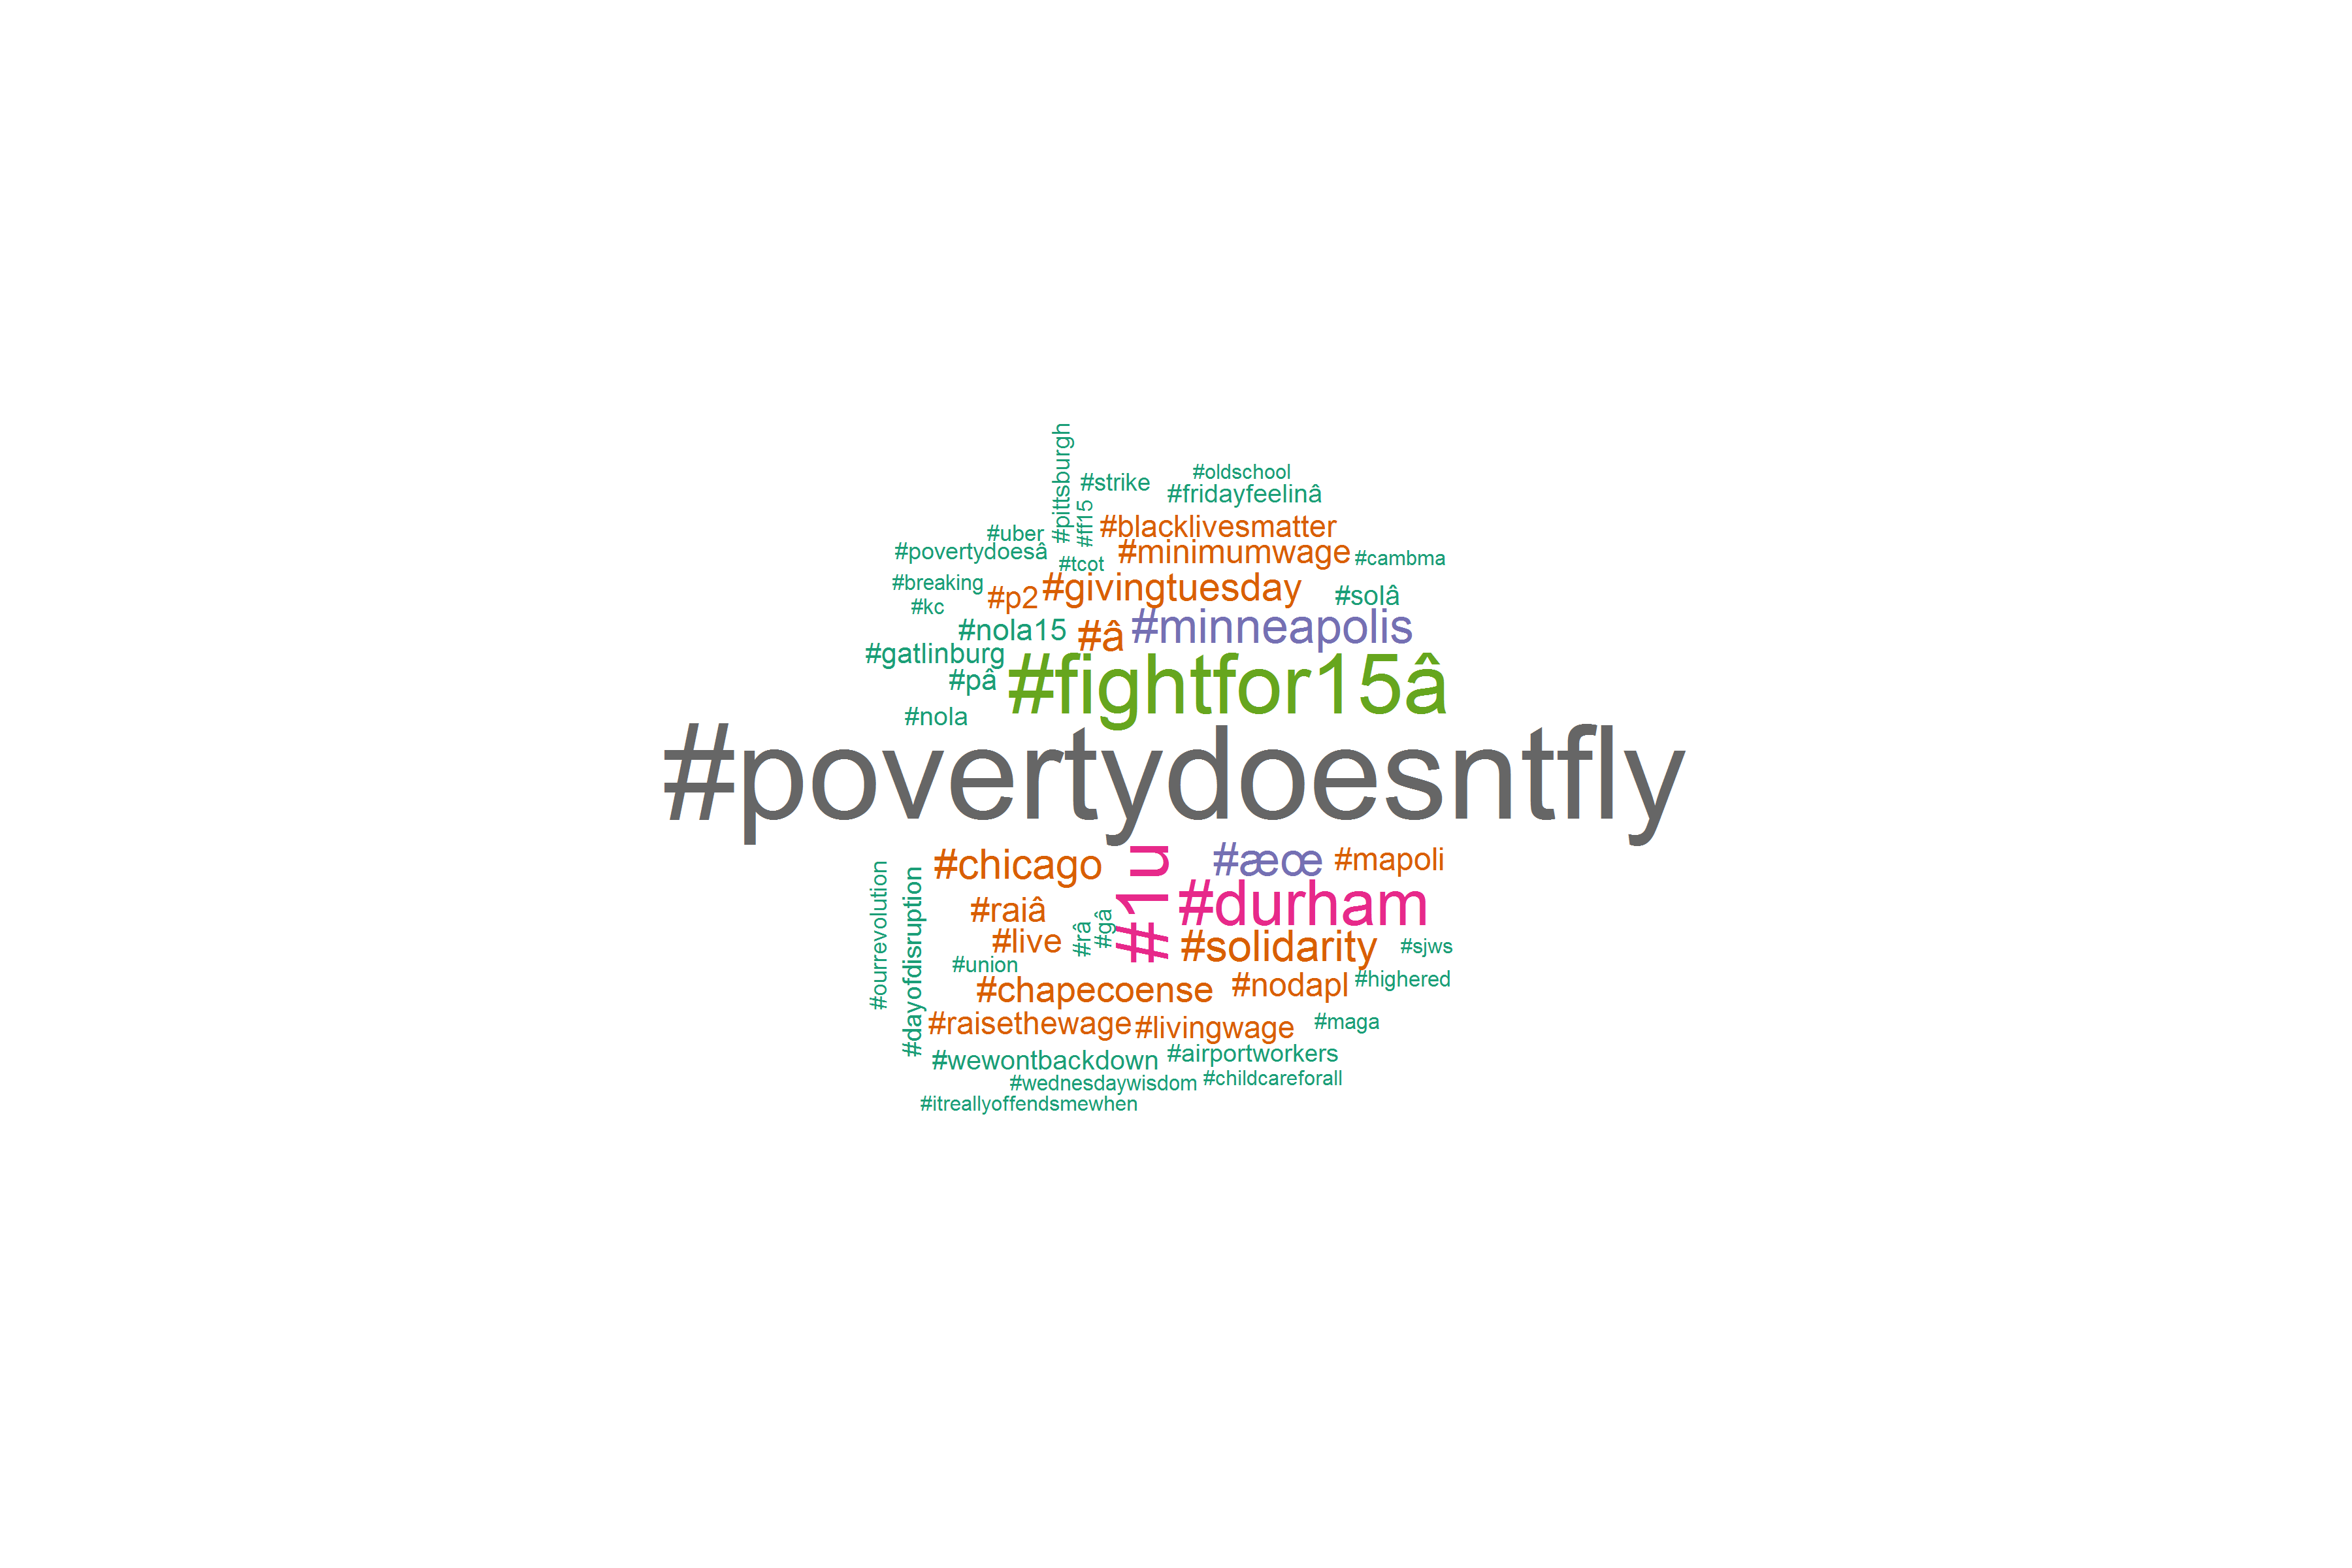 #pittsburgh
#oldschool
#strike
#fridayfeelinâ
#ff15
#blacklivesmatter
#uber
#povertydoesâ
#minimumwage
#cambma
#tcot
#breaking
#givingtuesday
#p2
#solâ
#kc
#nola15
#â
#minneapolis
#gatlinburg
#pâ
#fightfor15â
#nola
#povertydoesntfly
#chicago
#1u
#æœ
#mapoli
#ourrevolution
#dayofdisruption
#raiâ
#râ
#gâ
#durham
#live
#solidarity
#sjws
#union
#chapecoense
#nodapl
#highered
#raisethewage
#livingwage
#maga
#wewontbackdown
#airportworkers
#wednesdaywisdom
#childcareforall
#itreallyoffendsmewhen